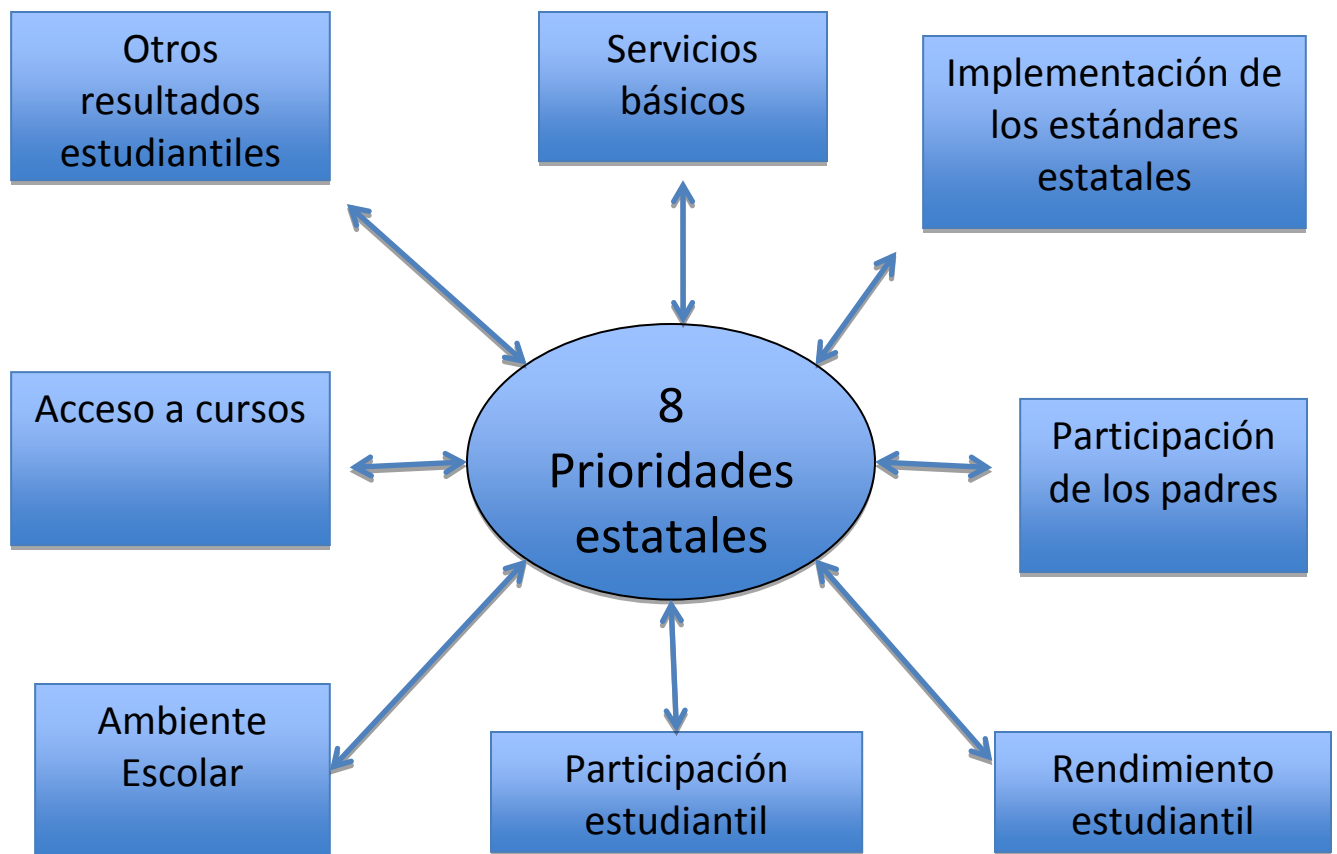 Otros
resultados
estudiantiles
Servicios
básicos
Implementación de
los estándares
estatales
Acceso a cursos
8
Prioridades
estatales
Participación
de los padres
Ambiente
Escolar
Participación
estudiantil
Rendimiento
estudiantil